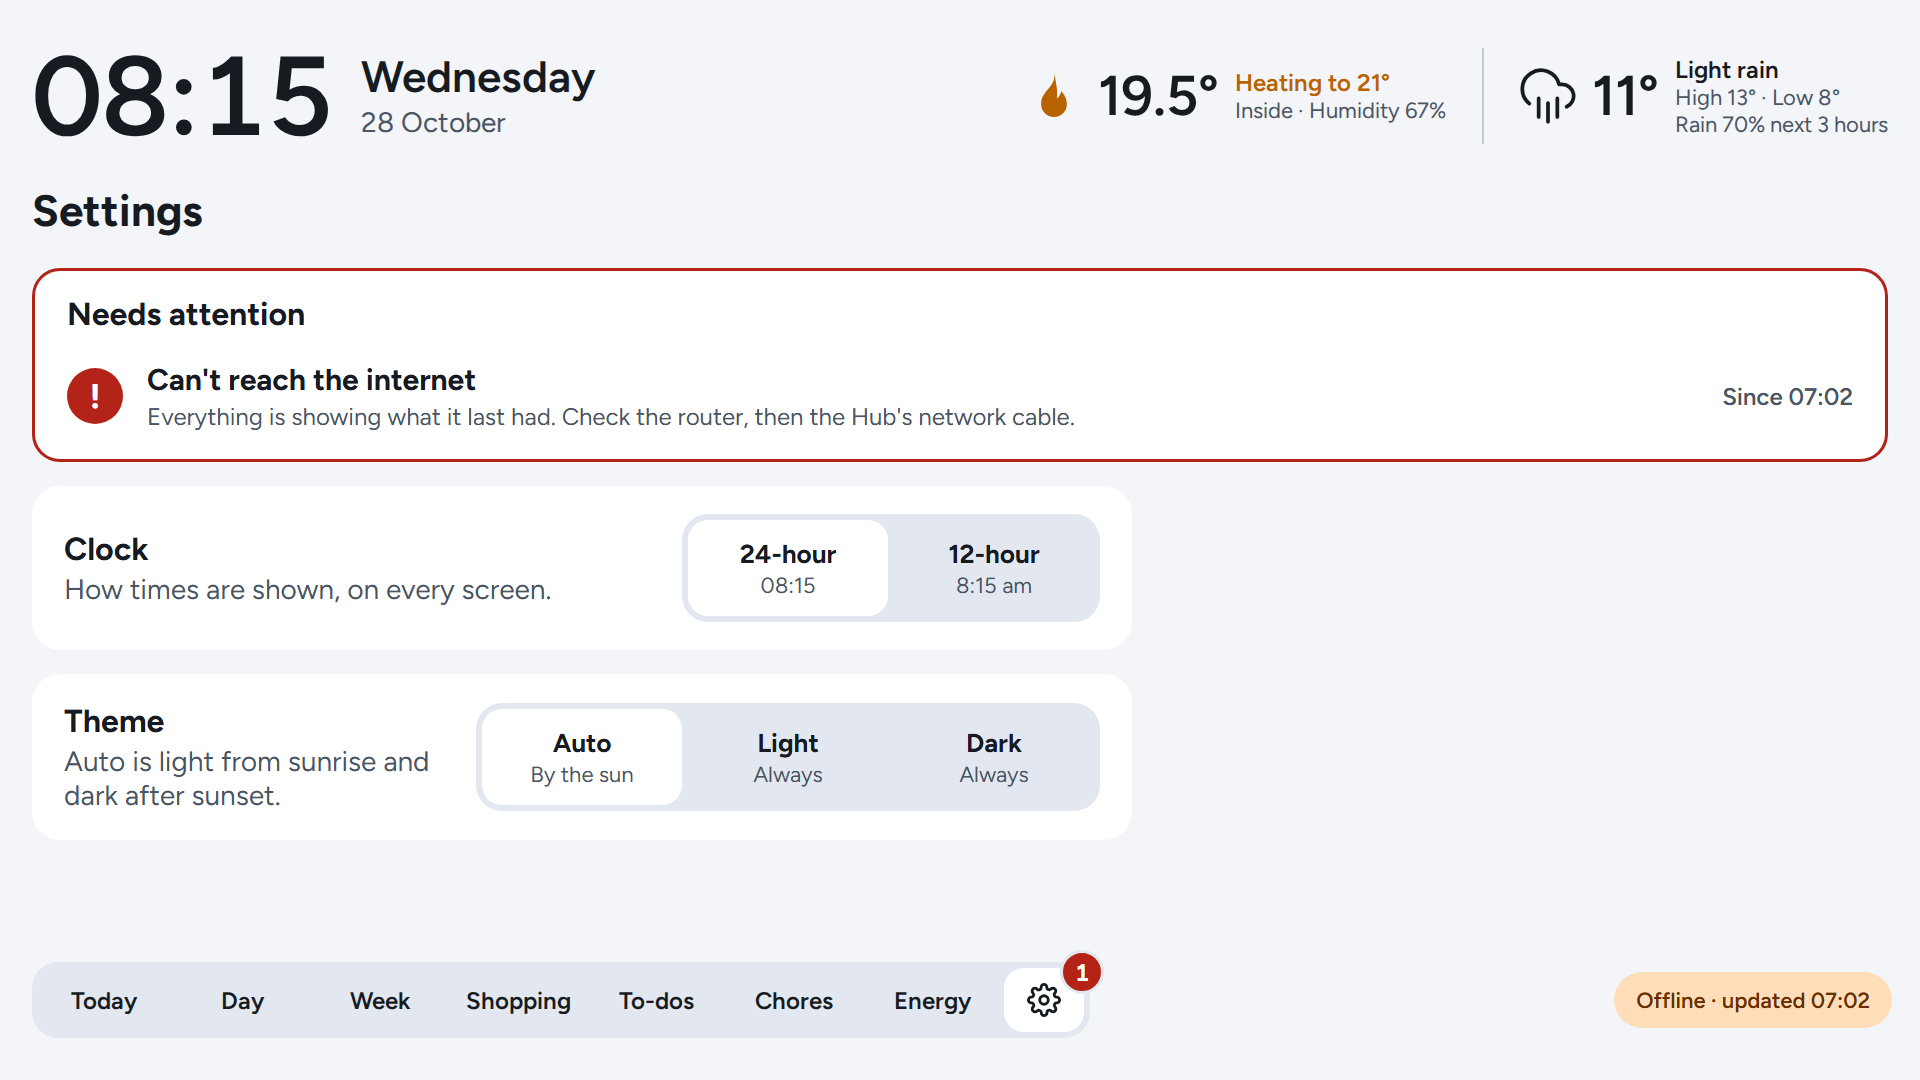 08:15
Wednesday
28 October
19.5°
Heating to 21°
Inside · Humidity 67%
11°
Light rain
High 13° · Low 8°
Rain 70% next 3 hours
Settings
Needs attention
!
Can't reach the internet
Everything is showing what it last had. Check the router, then the Hub's network cable.
Since 07:02
Clock
How times are shown, on every screen.
24-hour
08:15
12-hour
8:15 am
Theme
Auto is light from sunrise and
dark after sunset.
Auto
By the sun
Light
Always
Dark
Always
Today
Day
Week
Shopping
To-dos
Chores
Energy
1
Offline · updated 07:02